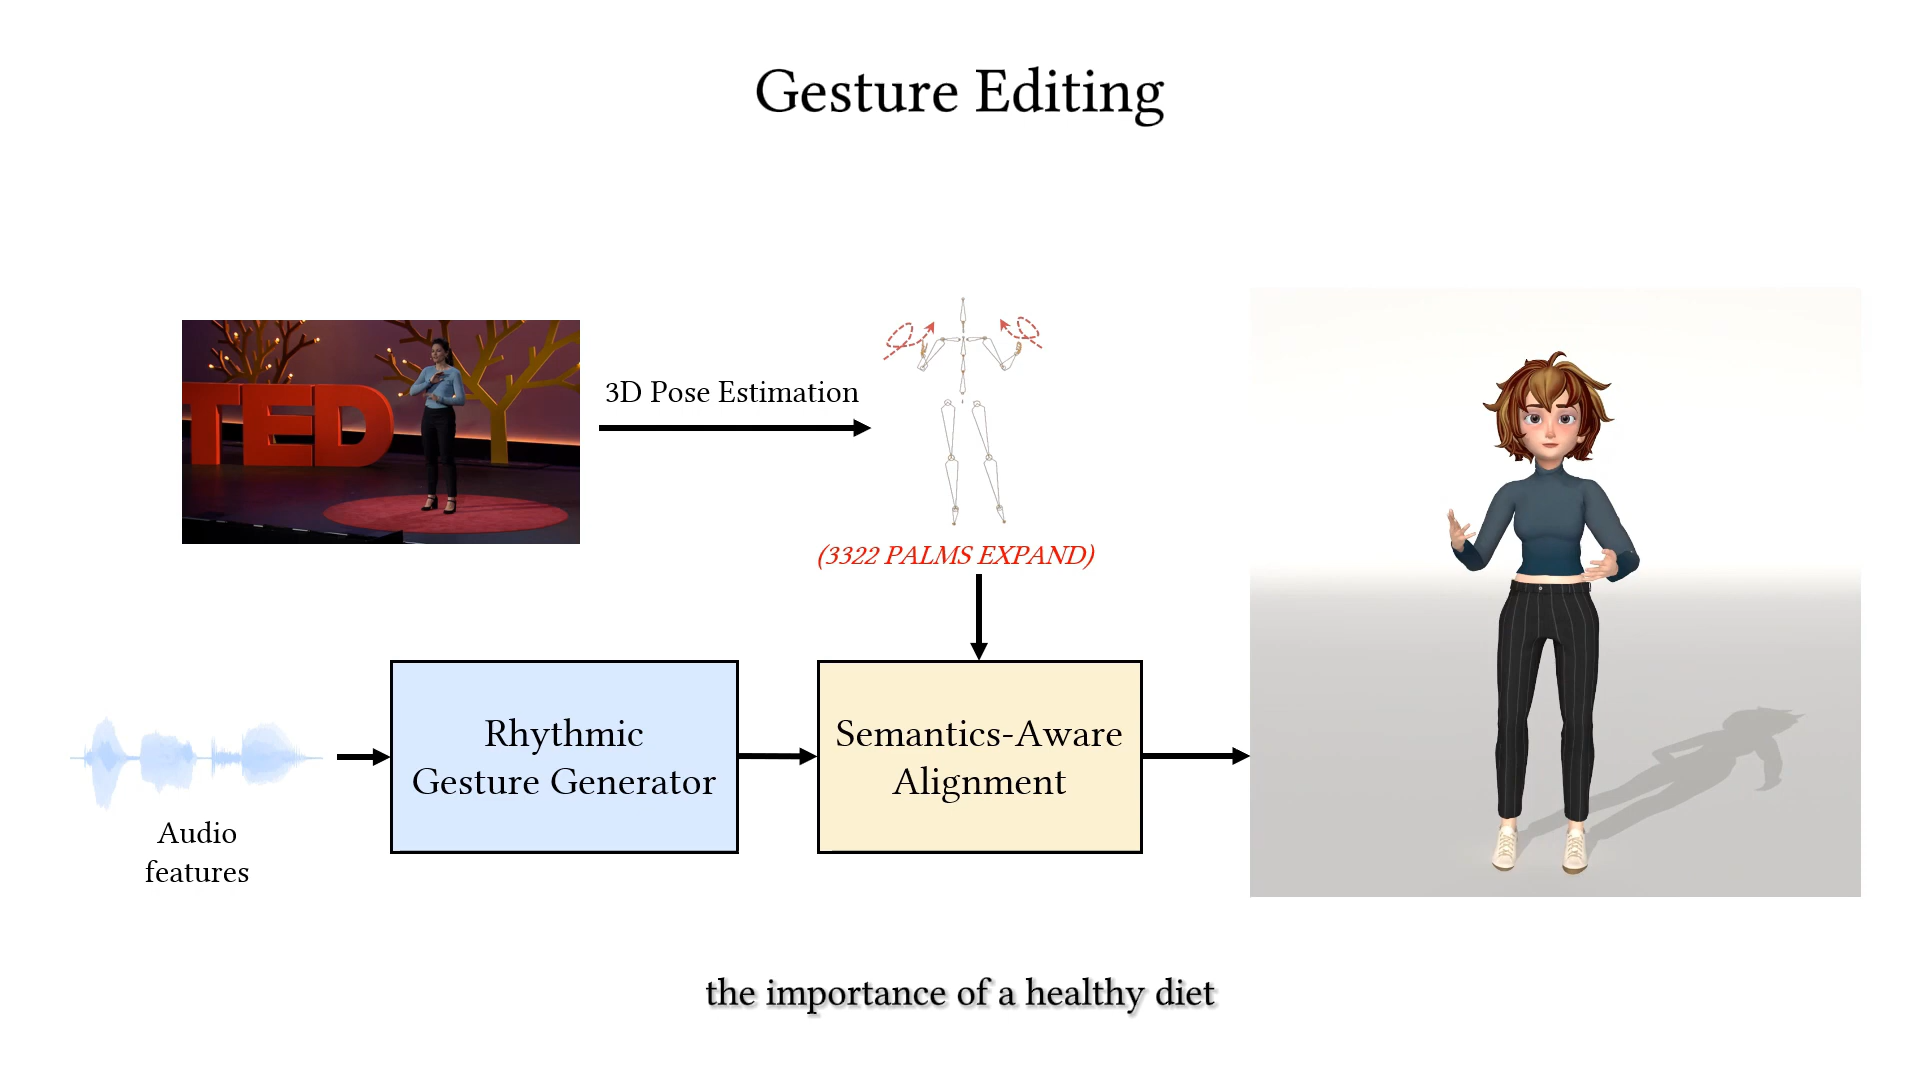 Gesture Editing
TED
3D Pose Estimation
(3322 PALMS EXPAND)
Rhythmic
Gesture Generator
Semantics-Aware
Alignment
Audio
features
the importance of a healthy diet